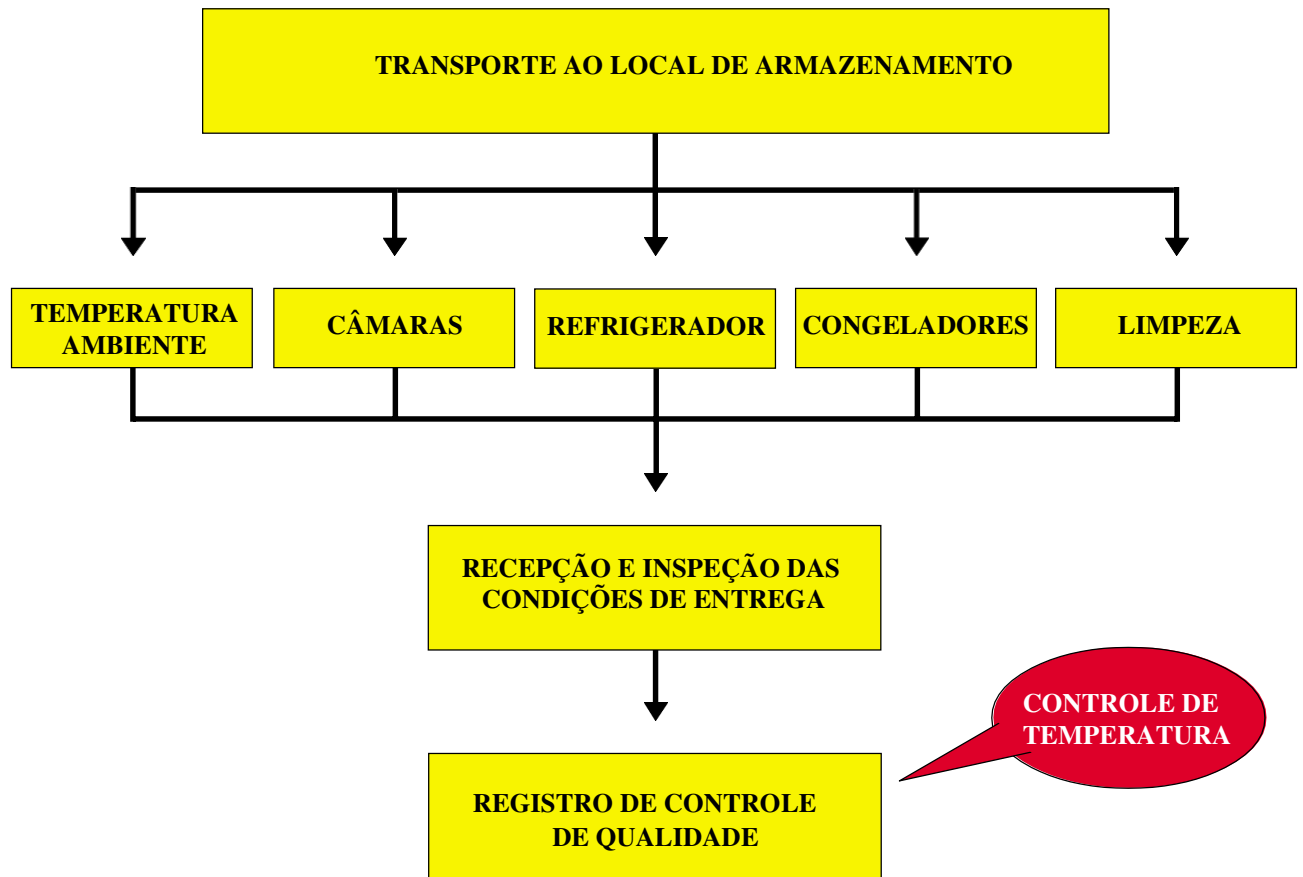 TRANSPORTE AO LOCAL DE ARMAZENAMENTO
TEMPERATURA
AMBIENTE
CÂMARAS
REFRIGERADOR
CONGELADORES
LIMPEZA
RECEPÇÃO E INSPEÇÃO DAS
CONDIÇÕES DE ENTREGA
CONTROLE DE
TEMPERATURA
REGISTRO DE CONTROLE
DE QUALIDADE